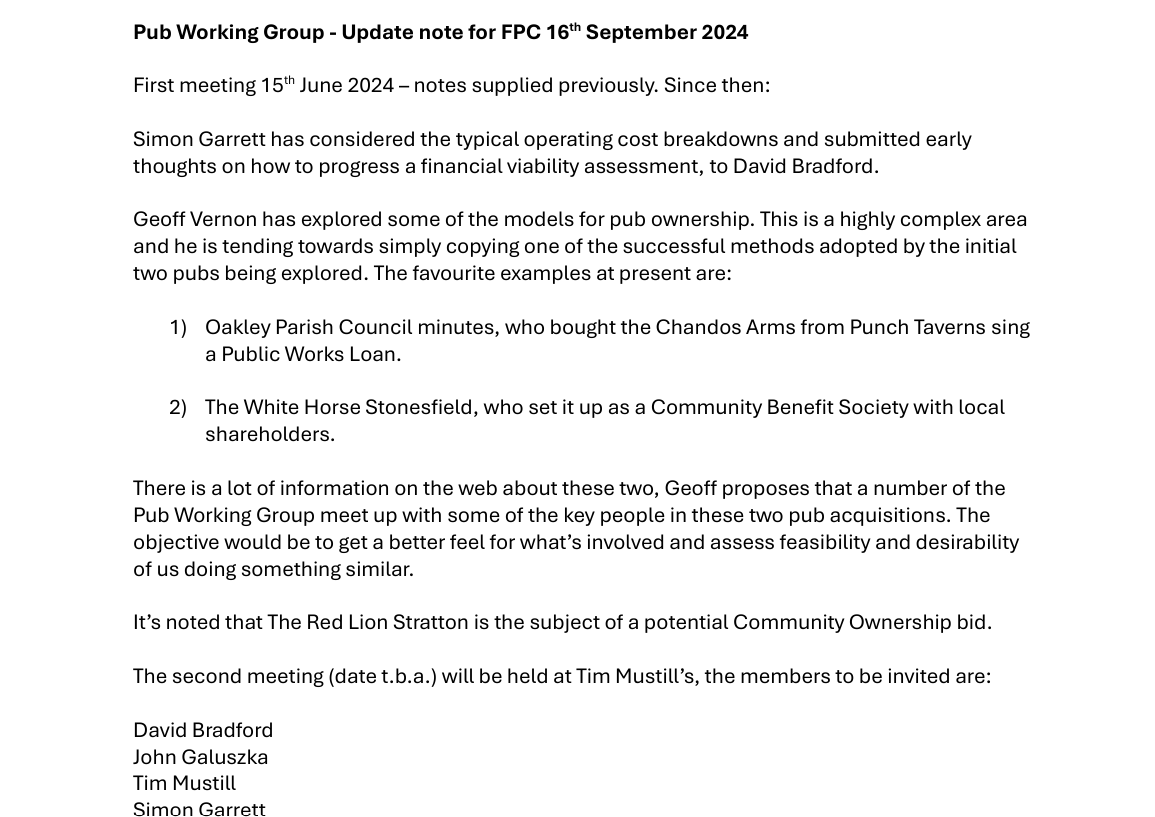 Pub Working Group - Update note for FPC 16th September 2024
First meeting 15th June 2024 – notes supplied previously. Since then:
Simon Garrett has considered the typical operating cost breakdowns and submitted early
thoughts on how to progress a financial viability assessment, to David Bradford.
Geoff Vernon has explored some of the models for pub ownership. This is a highly complex area
and he is tending towards simply copying one of the successful methods adopted by the initial
two pubs being explored. The favourite examples at present are:
1) Oakley Parish Council minutes, who bought the Chandos Arms from Punch Taverns sing
a Public Works Loan.
2) The White Horse Stonesfield, who set it up as a Community Benefit Society with local
shareholders.
There is a lot of information on the web about these two, Geoff proposes that a number of the
Pub Working Group meet up with some of the key people in these two pub acquisitions. The
objective would be to get a better feel for what’s involved and assess feasibility and desirability
of us doing something similar.
It’s noted that The Red Lion Stratton is the subject of a potential Community Ownership bid.
The second meeting (date t.b.a.) will be held at Tim Mustill’s, the members to be invited are:
David Bradford
John Galuszka
Tim Mustill
Simon Garrett